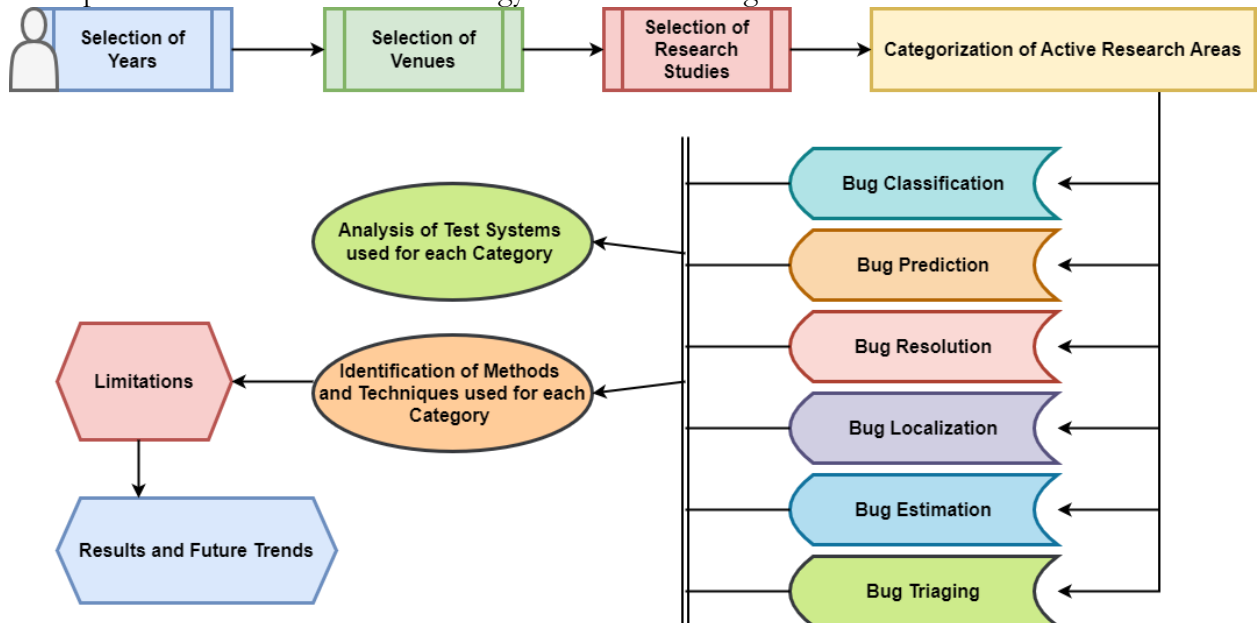 Selection of
Years
Selection of
Venues
Selection of
Research
Studies
Categorization of Active Research Areas
Bug Classification
Analysis of Test Systems
used for each Category
Bug Prediction
Bug Resolution
Identification of Methods
and Techniques used for each
Category
Limitations
Bug Localization
Bug Estimation
Results and Future Trends
Bug Triaging